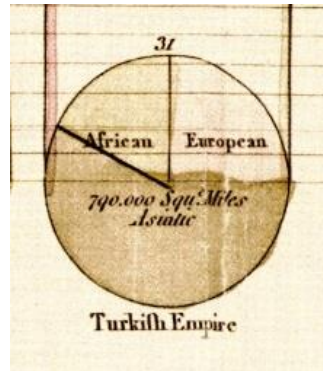 31
African European
790.000 Squ.ᵉ Miles
Asiatic
Turkiſh Empire